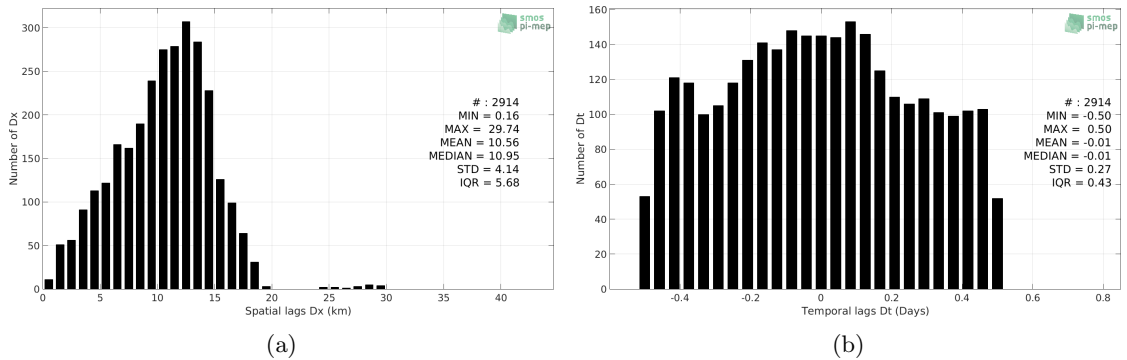 300
250
200
150
100
50
0
Number of Dx
smos
pi-mep
# : 2914
MIN = 0.16
MAX = 29.74
MEAN = 10.56
MEDIAN = 10.95
STD = 4.14
IQR = 5.68
0 5 10 15 20 25 30 35 40
Spatial lags Dx (km)
(a)
160
140
120
100
80
60
40
20
0
Number of Dt
smos
pi-mep
# : 2914
MIN = -0.50
MAX = 0.50
MEAN = -0.01
MEDIAN = -0.01
STD = 0.27
IQR = 0.43
-0.4 -0.2 0 0.2 0.4 0.6 0.8
Temporal lags Dt (Days)
(b)